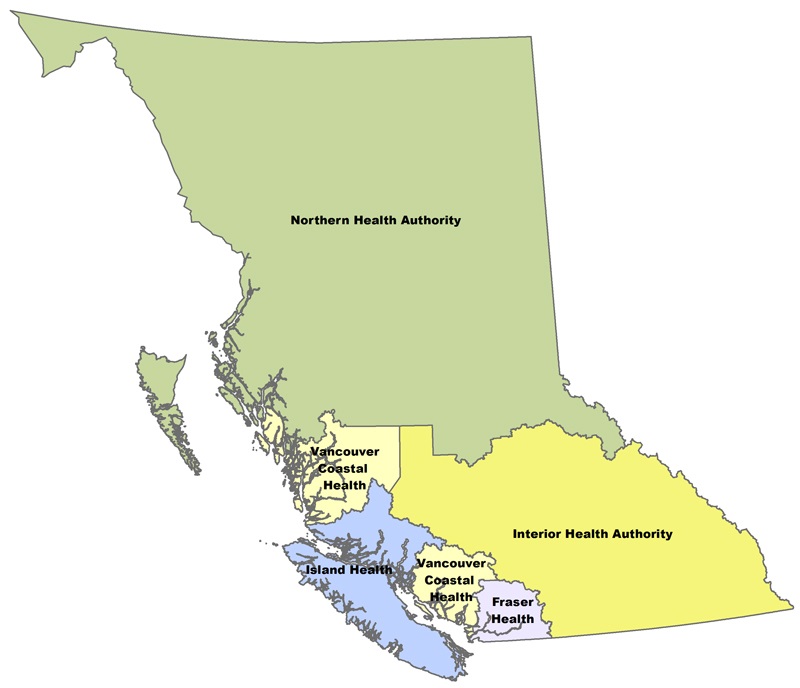 Northern Health Authority
Vancouver
Coastal
Health
Interior Health Authority
Island Health
Vancouver
Coastal
Health
Fraser
Health